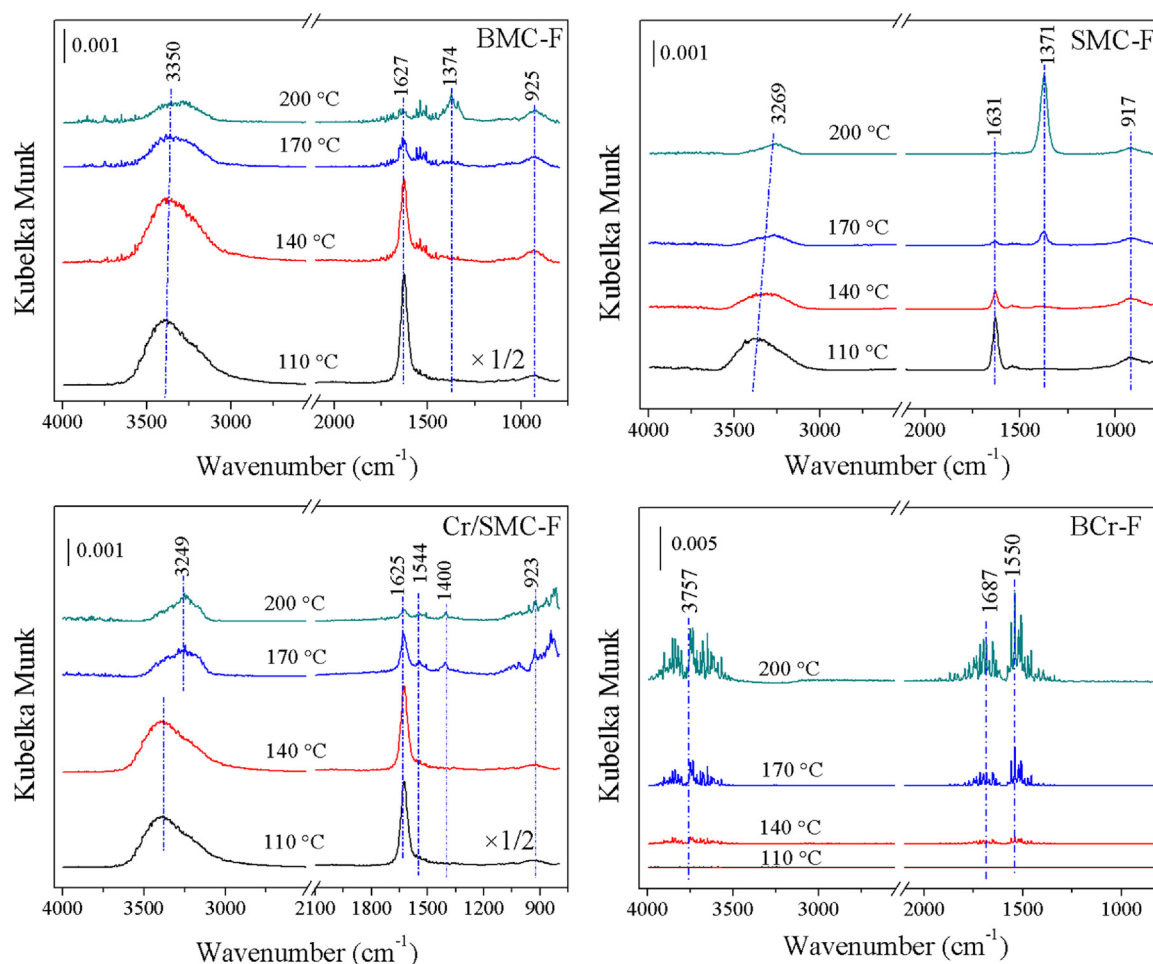 0.001
BMC-F
3350
1627
1374
925
200 °C
170 °C
140 °C
110 °C
×1/2
Kubelka Munk
4000 3500 3000 2000 1500 1000
Wavenumber (cm⁻¹)
0.001
SMC-F
3269
1631
1371
917
200 °C
170 °C
140 °C
110 °C
Kubelka Munk
4000 3500 3000 2000 1500 1000
Wavenumber (cm⁻¹)
0.001
Cr/SMC-F
3249
1625
1544
1400
923
200 °C
170 °C
140 °C
110 °C
×1/2
Kubelka Munk
4000 3500 3000 2100 1800 1500 1200 900
Wavenumber (cm⁻¹)
0.005
BCr-F
3757
1687
1550
200 °C
170 °C
140 °C
110 °C
Kubelka Munk
4000 3500 3000 2000 1500 1000
Wavenumber (cm⁻¹)